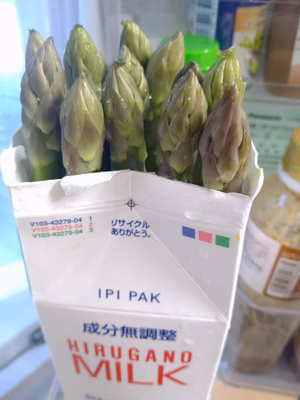 V103-43279-04 1
V103-43279-04 2
V103-43279-04 3
リサイクル
ありがとう。
IPI PAK
成分無調整
HIRUGANO
MILK
Panasonic